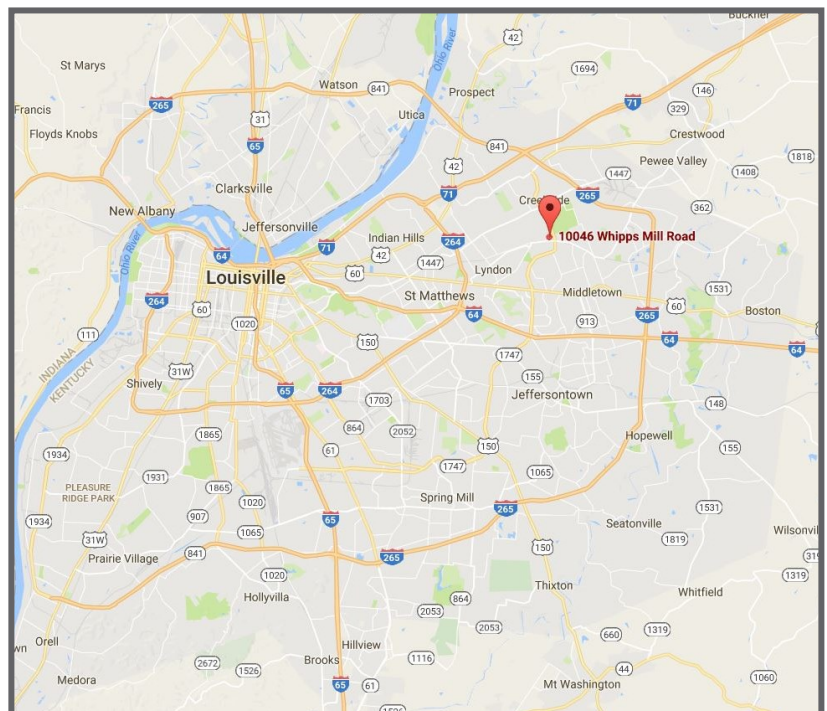 Buckner
42
Ohio River
St Marys
1694
Watson
841
265
Prospect
146
71
Francis
31
Utica
329
Floyds Knobs
Crestwood
65
841
Pewee Valley
1818
42
1447
1408
Clarksville
71
265
New Albany
362
Jeffersonville
10046 Whipps Mill Road
Indian Hills
264
Ohio River
64
71
42
1447
Lyndon
60
Louisville
St Matthews
Middletown
1531
264
60
64
265
60
Boston
1020
913
111
150
64
64
INDIANA
KENTUCKY
1747
31W
155
Shively
65
264
1703
Jeffersontown
148
864
2052
1865
Hopewell
150
61
155
1934
1747
1065
1931
PLEASURE
RIDGE PARK
1865
Spring Mill
1020
265
1531
907
65
1934
Seatonville
1065
Wilsonvi
31W
1819
841
150
265
Prairie Village
1020
1319
Thixton
Hollyvilla
864
Whitfield
2053
2053
1319
660
Orell
Hillview
2672
Brooks
1116
1526
44
Medora
1060
65
61
Mt Washington